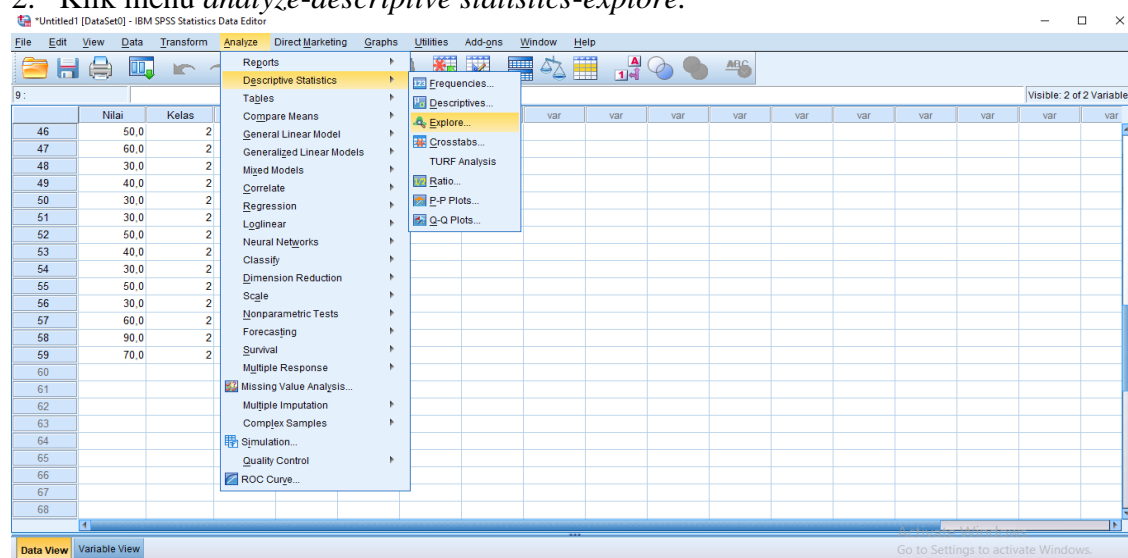 2. Klik menu analyze-descriptive statistics-explore.
*Untitled1 [DataSet0] - IBM SPSS Statistics Data Editor
File Edit View Data Transform Analyze Direct Marketing Graphs Utilities Add-ons Window Help
9 :
Visible: 2 of 2 Variable
Nilai Kelas var var var var var var var var
46 50,0 2
47 60,0 2
48 30,0 2
49 40,0 2
50 30,0 2
51 30,0 2
52 50,0 2
53 40,0 2
54 30,0 2
55 50,0 2
56 30,0 2
57 60,0 2
58 90,0 2
59 70,0 2
60
61
62
63
64
65
66
67
68
Reports
Descriptive Statistics
Tables
Compare Means
General Linear Model
Generalized Linear Models
Mixed Models
Correlate
Regression
Loglinear
Neural Networks
Classify
Dimension Reduction
Scale
Nonparametric Tests
Forecasting
Survival
Multiple Response
Missing Value Analysis...
Multiple Imputation
Complex Samples
Simulation...
Quality Control
ROC Curve...
Frequencies...
Descriptives...
Explore...
Crosstabs...
TURF Analysis
Ratio...
P-P Plots...
Q-Q Plots...
Data View Variable View
Activate Windows
Go to Settings to activate Windows.